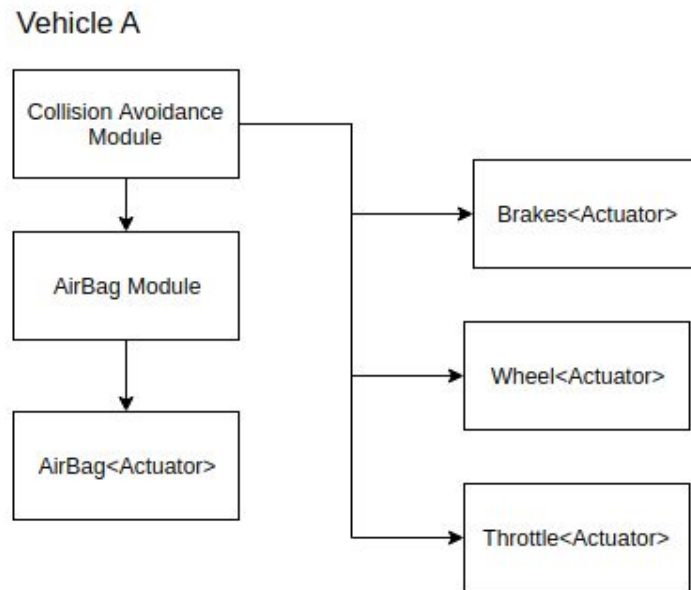 Vehicle A
Collision Avoidance
Module
Brakes<Actuator>
AirBag Module
Wheel<Actuator>
AirBag<Actuator>
Throttle<Actuator>